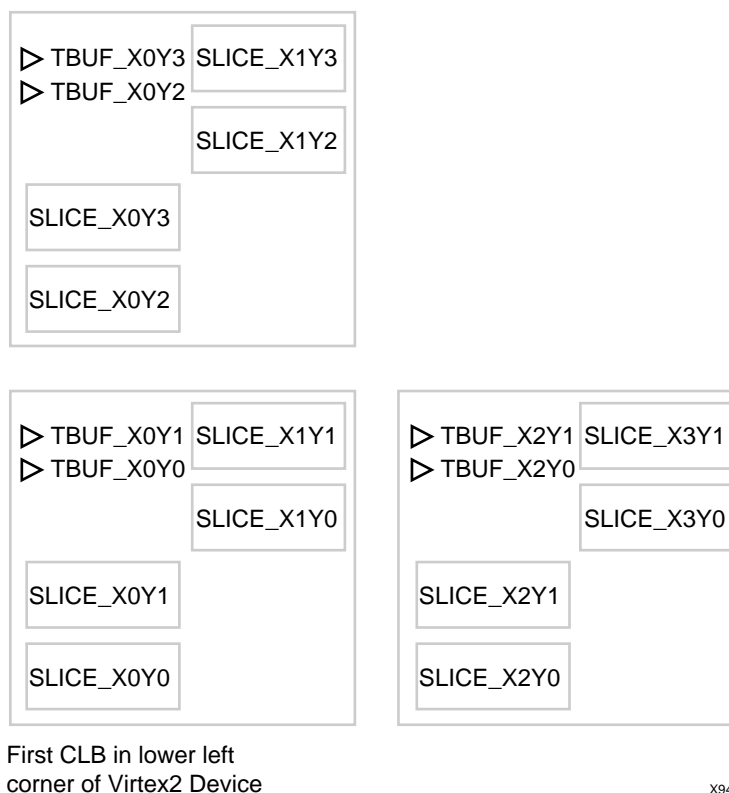 TBUF_X0Y3 SLICE_X1Y3
TBUF_X0Y2
SLICE_X1Y2
SLICE_X0Y3
SLICE_X0Y2
TBUF_X0Y1 SLICE_X1Y1
TBUF_X0Y0
SLICE_X1Y0
SLICE_X0Y1
SLICE_X0Y0
TBUF_X2Y1 SLICE_X3Y1
TBUF_X2Y0
SLICE_X3Y0
SLICE_X2Y1
SLICE_X2Y0
First CLB in lower left
corner of Virtex2 Device